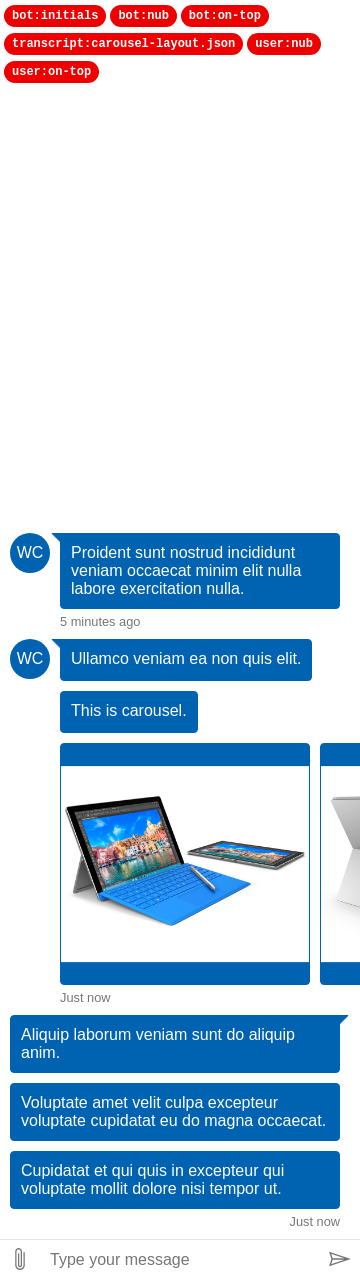 bot:initials bot:nub bot:on-top
transcript:carousel-layout.json user:nub
user:on-top
WC
Proident sunt nostrud incididunt
veniam occaecat minim elit nulla
labore exercitation nulla.
5 minutes ago
WC
Ullamco veniam ea non quis elit.
This is carousel.
Just now
Aliquip laborum veniam sunt do aliquip
anim.
Voluptate amet velit culpa excepteur
voluptate cupidatat eu do magna occaecat.
Cupidatat et qui quis in excepteur qui
voluptate mollit dolore nisi tempor ut.
Just now
Type your message